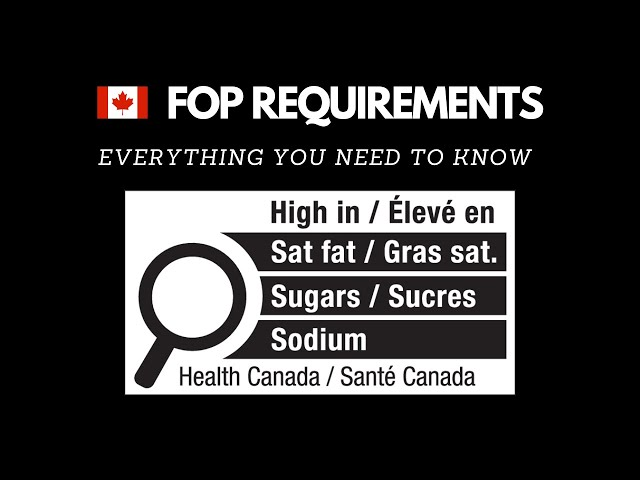 FOP REQUIREMENTS
EVERYTHING YOU NEED TO KNOW
High in / Élevé en
Sat fat / Gras sat.
Sugars / Sucres
Sodium
Health Canada / Santé Canada